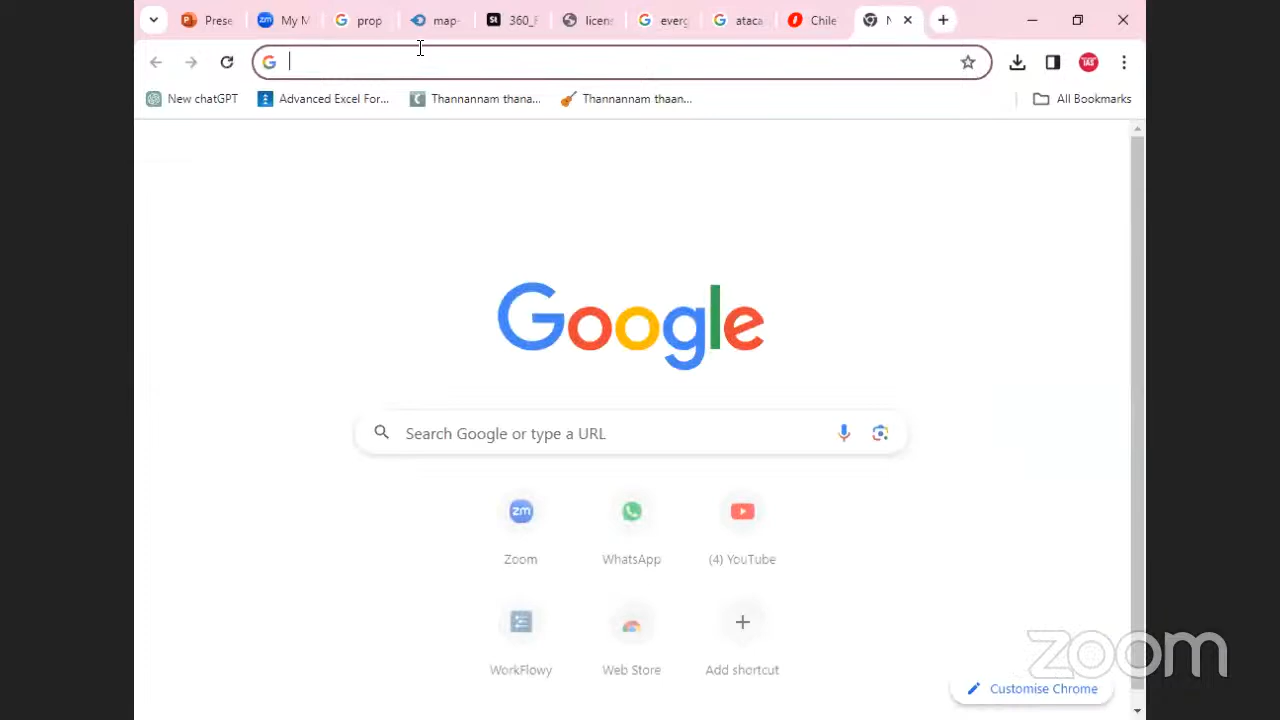 Prese
My M
prop
map-
360_F
licen
everg
ataca
Chile
N
New chatGPT
Advanced Excel For...
Thannannam thana...
Thannannam thaan...
All Bookmarks
Google
Search Google or type a URL
Zoom
WhatsApp
(4) YouTube
WorkFlowy
Web Store
Add shortcut
zoom
Customise Chrome